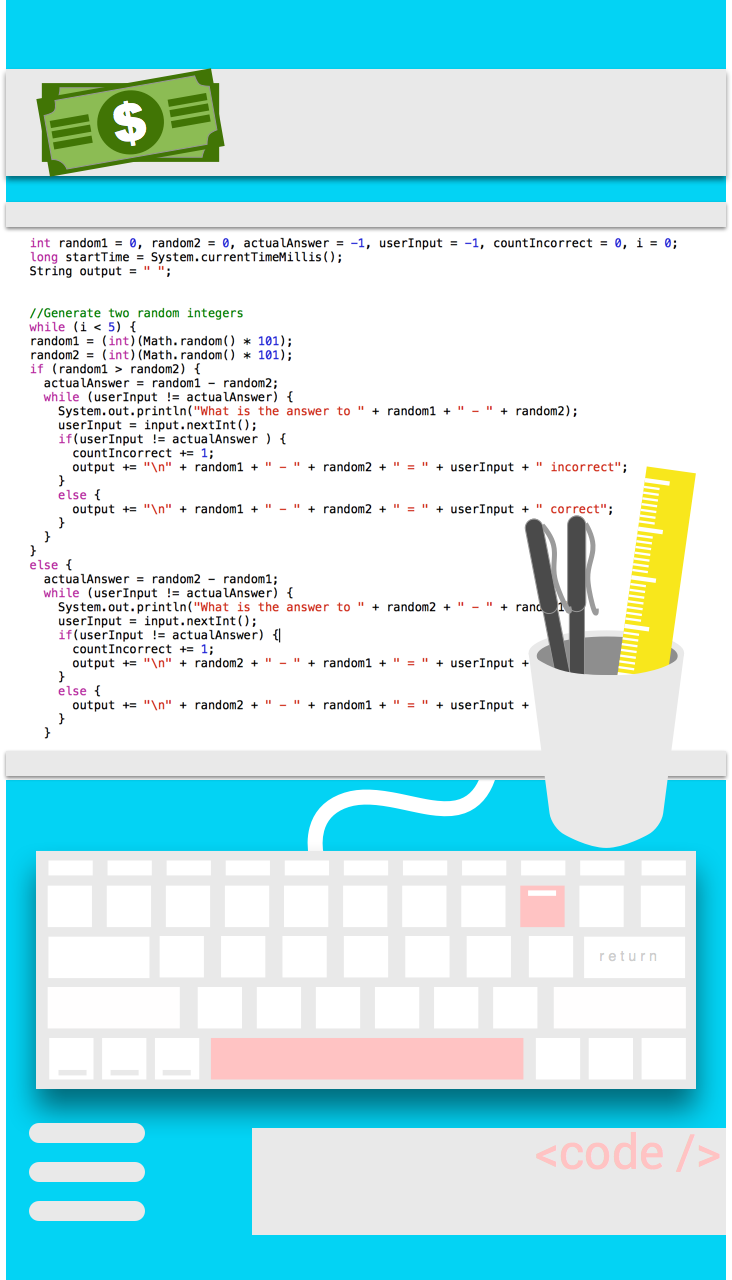 $
int random1 = 0, random2 = 0, actualAnswer = -1, userInput = -1, countIncorrect = 0, i = 0;
long startTime = System.currentTimeMillis();
String output = " ";
//Generate two random integers
while (i < 5) {
random1 = (int)(Math.random() * 101);
random2 = (int)(Math.random() * 101);
if (random1 > random2) {
  actualAnswer = random1 - random2;
  while (userInput != actualAnswer) {
    System.out.println("What is the answer to " + random1 + " - " + random2);
    userInput = input.nextInt();
    if(userInput != actualAnswer ) {
      countIncorrect += 1;
      output += "\n" + random1 + " - " + random2 + " = " + userInput + " incorrect";
    }
    else {
      output += "\n" + random1 + " - " + random2 + " = " + userInput + " correct";
    }
  }
}
else {
  actualAnswer = random2 - random1;
  while (userInput != actualAnswer) {
    System.out.println("What is the answer to " + random2 + " - " + random1
    userInput = input.nextInt();
    if(userInput != actualAnswer) {
      countIncorrect += 1;
      output += "\n" + random2 + " - " + random1 + " = " + userInput +
    }
    else {
      output += "\n" + random2 + " - " + random1 + " = " + userInput +
    }
  }
return
<code />